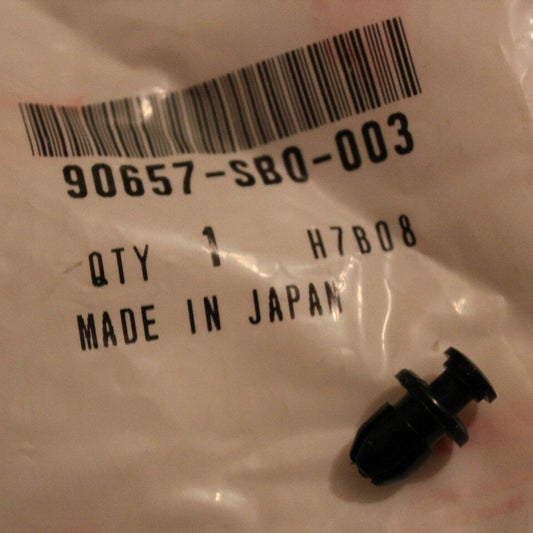 90657-SB0-003
QTY 1 H7B08
MADE IN JAPAN